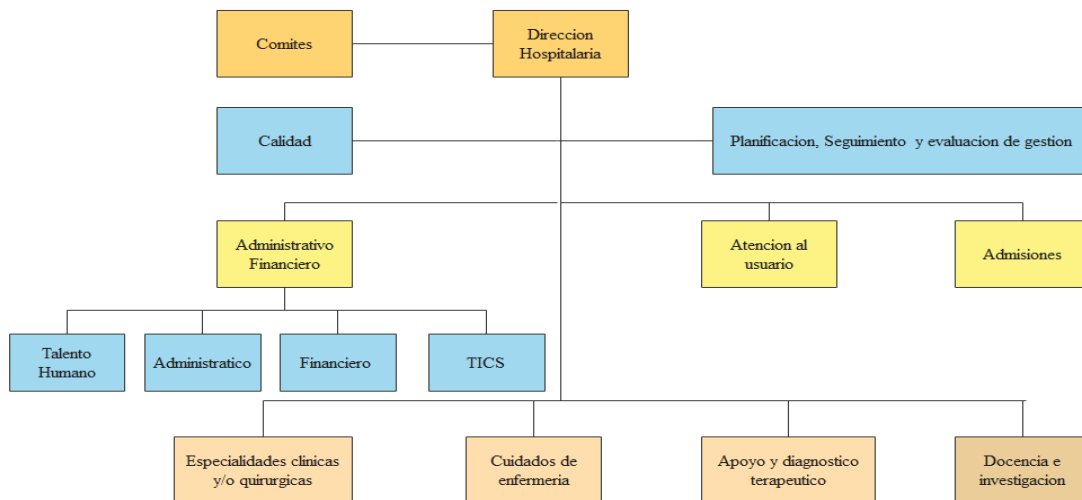 Comites
Direccion
Hospitalaria
Calidad
Planificacion, Seguimiento y evaluacion de gestion
Administrativo
Financiero
Atencion al
usuario
Admisiones
Talento
Humano
Administratico
Financiero
TICS
Especialidades clinicas
y/o quirurgicas
Cuidados de
enfermeria
Apoyo y diagnostico
terapeutico
Docencia e
investigacion